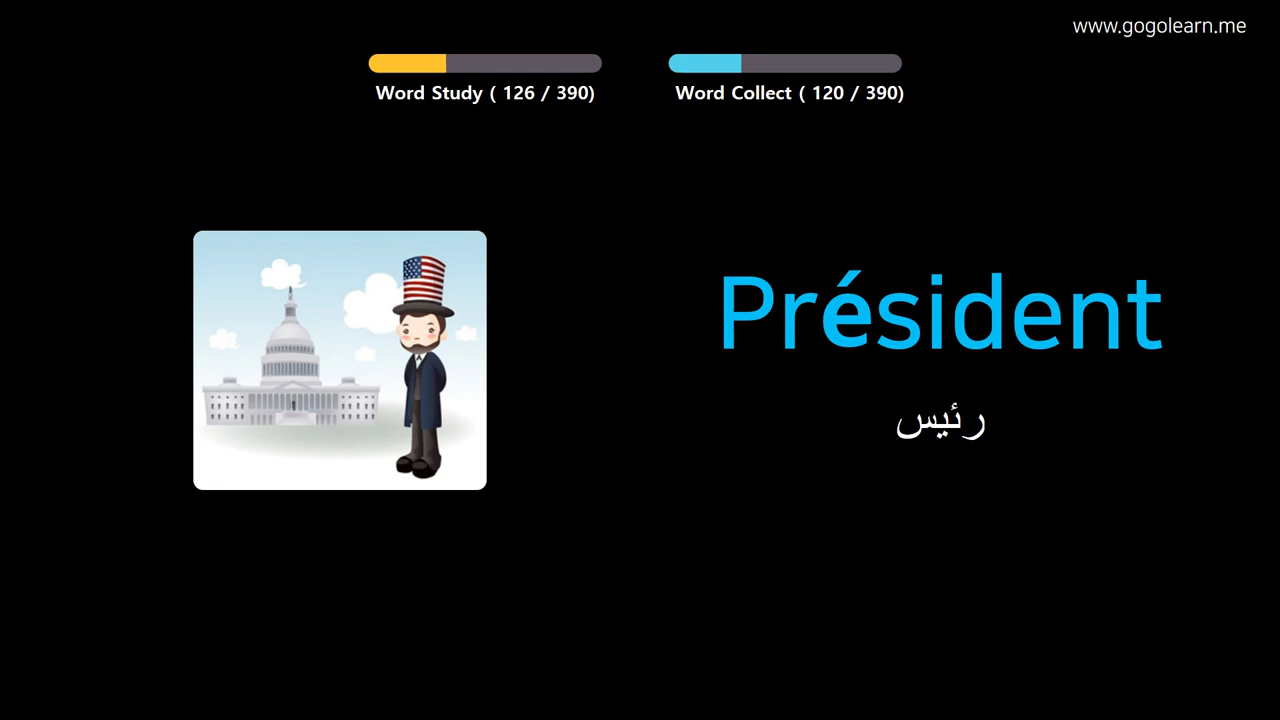 www.gogolearn.me
Word Study ( 126 / 390)
Word Collect ( 120 / 390)
Président
رئيس